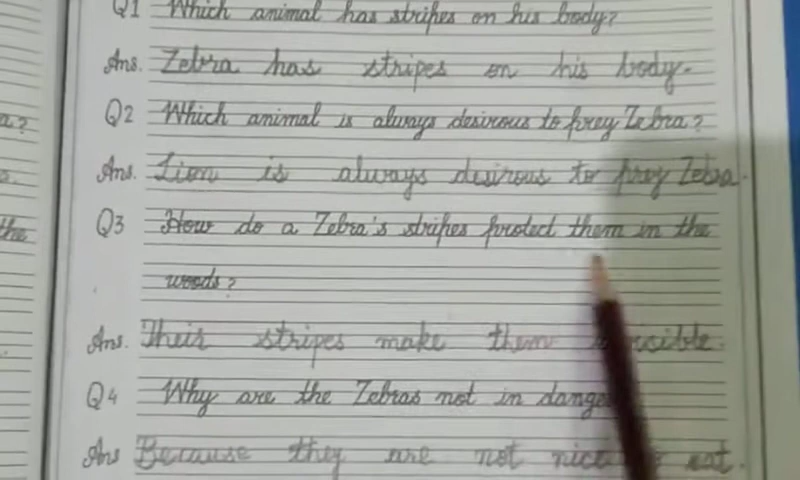 Q1 Which animal has stripes on his body?
Ans. Zebra has stripes on his body.
a?
Q2 Which animal is always desirous to prey Zebra?
Ans. Lion is always desirous to prey Zebra.
s.
the
Q3 How do a Zebra's stripes protect them in the
woods?
Ans. Their stripes make them
Q4 Why are the Zebras not in
Ans Because they are not nice eat.